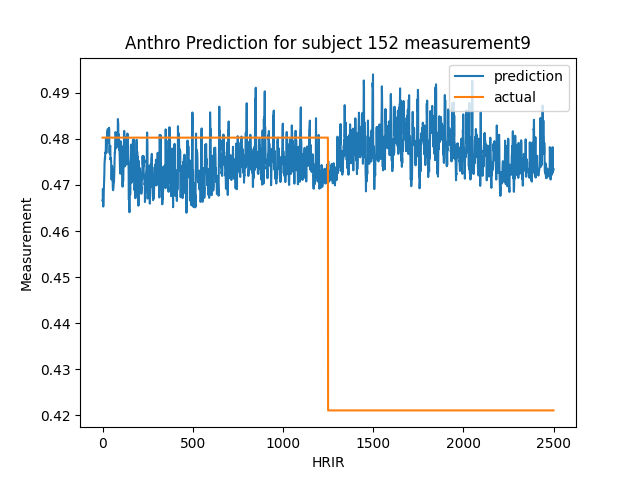 Anthro Prediction for subject 152 measurement9
prediction
actual
Measurement
0.49
0.48
0.47
0.46
0.45
0.44
0.43
0.42
0
500
1000
1500
2000
2500
HRIR